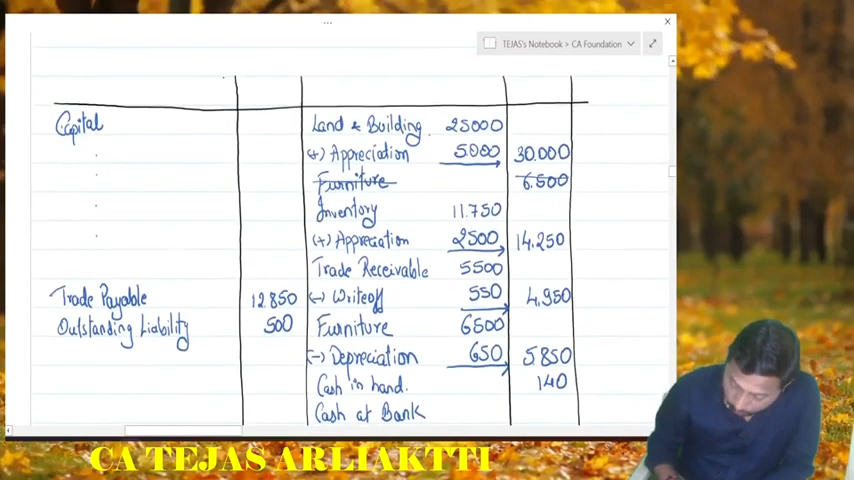 TEJAS's Notebook > CA Foundation
Capital Land & Building 25000
(+) Appreciation 5000 30.000
Furniture 6.500
Inventory 11.750
(+) Appreciation 2500 14.250
Trade Receivable 5500
Trade Payable 12.850 (-) Writeoff 550 4.950
Outstanding Liability 500 Furniture 6500
(-) Depreciation 650 5850
Cash in hand. 140
Cash at Bank
CA TEJAS ARLIAKTTI